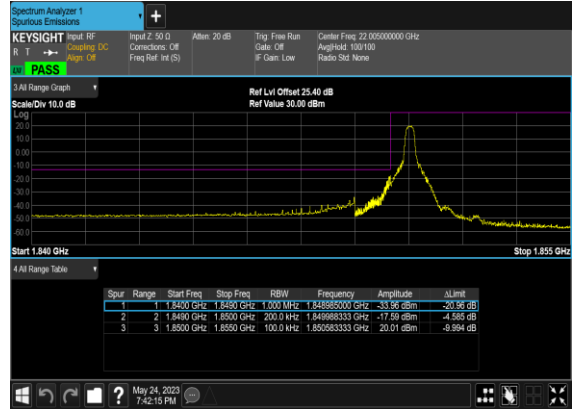 Spectrum Analyzer 1
Spurious Emissions
+
KEYSIGHT Input: RF Input Z: 50 Ω Atten: 20 dB Trig: Free Run Center Freq: 22.005000000 GHz
R T Coupling: DC Corrections: Off Gate: Off Avg|Hold: 100/100
Align: Off Freq Ref: Int (S) IF Gain: Low Radio Std: None
LW PASS
3 All Range Graph
Ref Lvl Offset 25.40 dB
Scale/Div 10.0 dB Ref Value 30.00 dBm
Log
20.0
10.0
0.00
-10.0
-20.0
-30.0
-40.0
-50.0
-60.0
Start 1.840 GHz Stop 1.855 GHz
4 All Range Table
Spur Range Start Freq Stop Freq RBW Frequency Amplitude ΔLimit
1 1 1.8400 GHz 1.8490 GHz 1.000 MHz 1.848985000 GHz -33.96 dBm -20.96 dB
2 2 1.8490 GHz 1.8500 GHz 200.0 kHz 1.849988333 GHz -17.59 dBm -4.585 dB
3 3 1.8500 GHz 1.8550 GHz 100.0 kHz 1.850583333 GHz 20.01 dBm -9.994 dB
? May 24, 2023
7:42:15 PM